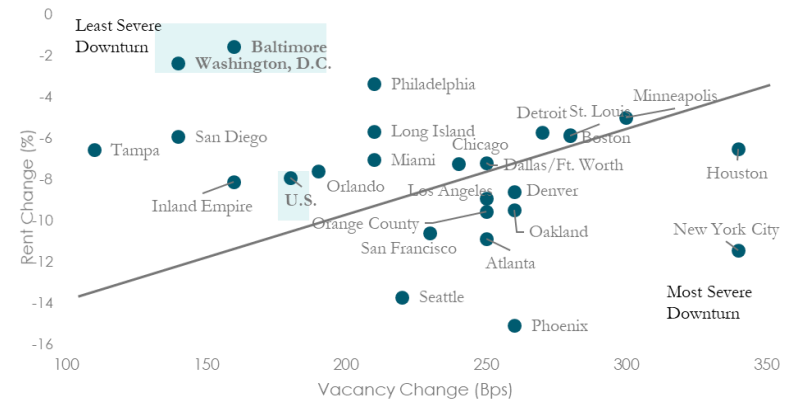 0
Least Severe
Downturn
Baltimore
-2
Washington, D.C.
Philadelphia
-4
Minneapolis
Detroit
St. Louis
Long Island
-6
San Diego
Boston
Chicago
Tampa
Miami
Dallas/Ft. Worth
Houston
-8
Orlando
Los Angeles
Denver
U.S.
Inland Empire
-10
Orange County
Oakland
New York City
San Francisco
Atlanta
-12
Rent Change (%)
Seattle
Most Severe
Downturn
-14
Phoenix
-16
100
150
200
250
300
350
Vacancy Change (Bps)